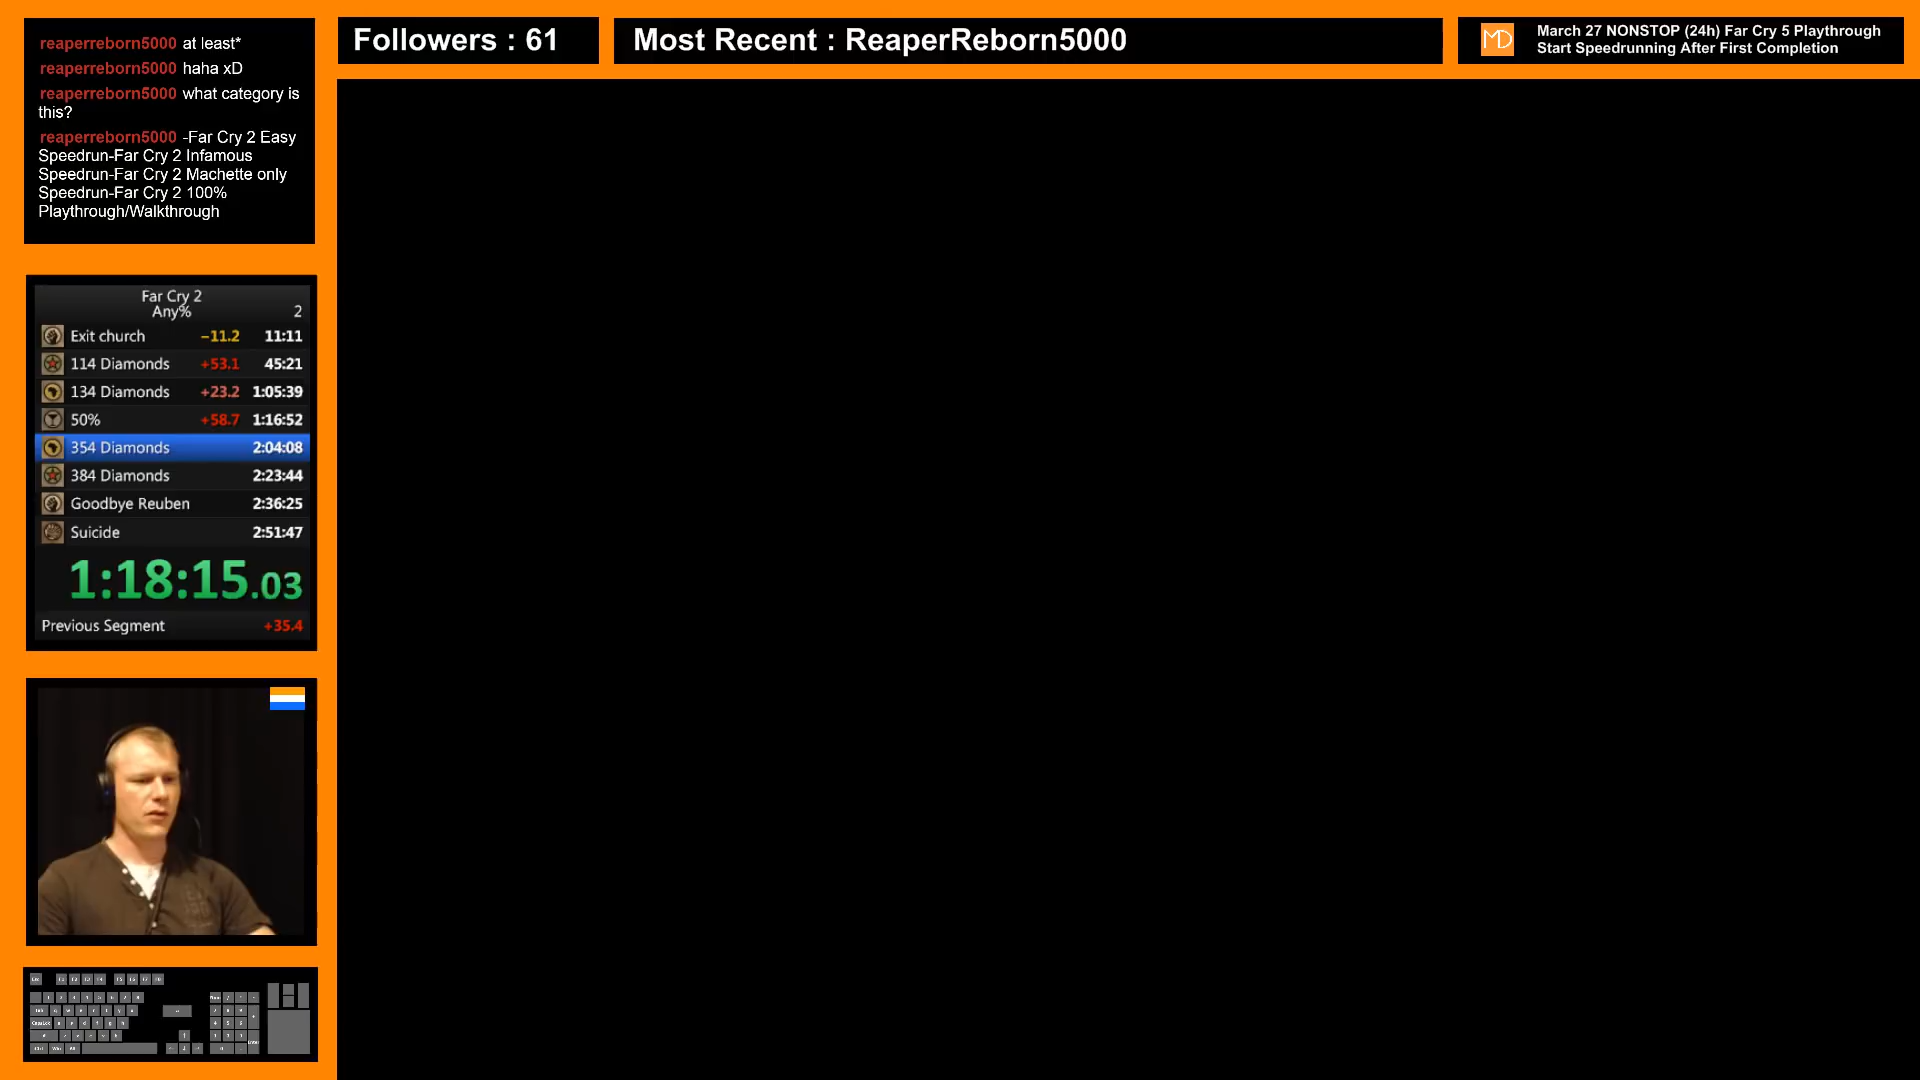 reaperreborn5000 at least*
reaperreborn5000 haha xD
reaperreborn5000 what category is
this?
reaperreborn5000 -Far Cry 2 Easy
Speedrun-Far Cry 2 Infamous
Speedrun-Far Cry 2 Machette only
Speedrun-Far Cry 2 100%
Playthrough/Walkthrough
Followers : 61
Most Recent : ReaperReborn5000
MD
March 27 NONSTOP (24h) Far Cry 5 Playthrough
Start Speedrunning After First Completion
Far Cry 2
Any% 2
Exit church −11.2 11:11
114 Diamonds +53.1 45:21
134 Diamonds +23.2 1:05:39
50% +58.7 1:16:52
354 Diamonds 2:04:08
384 Diamonds 2:23:44
Goodbye Reuben 2:36:25
Suicide 2:51:47
1:18:15.03
Previous Segment +35.4